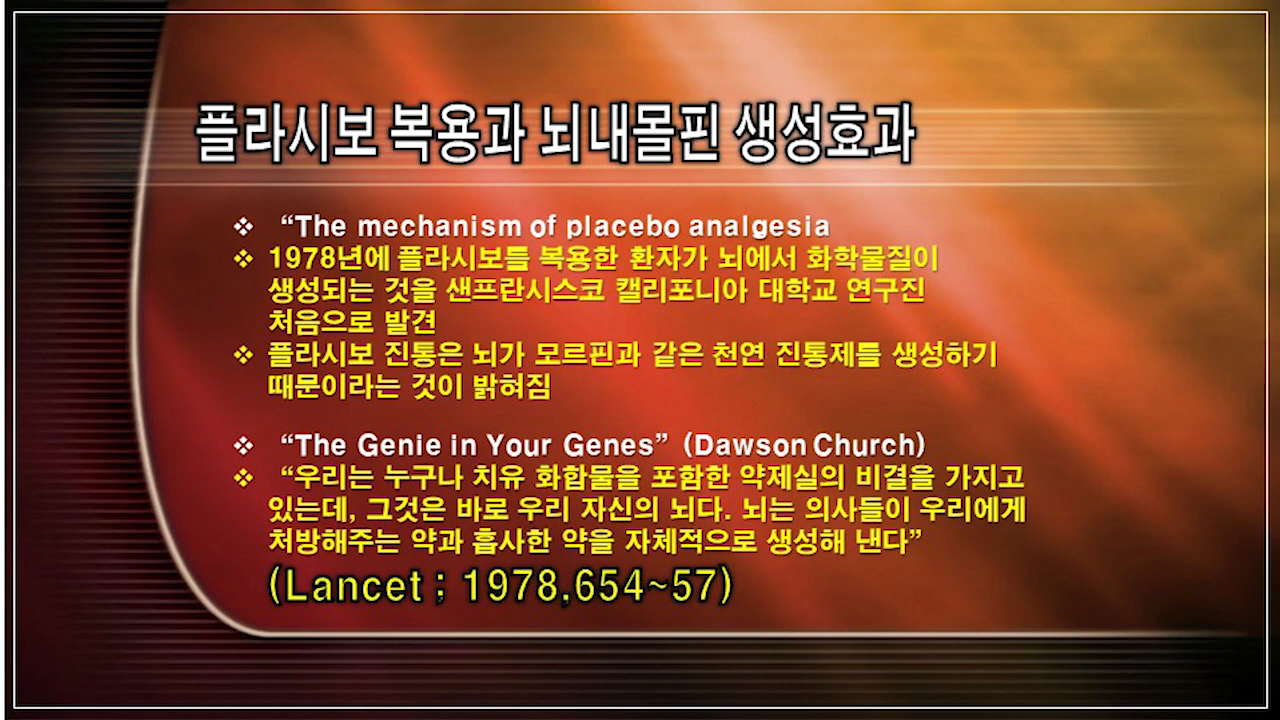 플라시보 복용과 뇌내몰핀 생성효과
❖ “The mechanism of placebo analgesia
❖ 1978년에 플라시보를 복용한 환자가 뇌에서 화학물질이
생성되는 것을 샌프란시스코 캘리포니아 대학교 연구진
처음으로 발견
❖ 플라시보 진통은 뇌가 모르핀과 같은 천연 진통제를 생성하기
때문이라는 것이 밝혀짐
❖ “The Genie in Your Genes” (Dawson Church)
❖ “우리는 누구나 치유 화합물을 포함한 약제실의 비결을 가지고
있는데, 그것은 바로 우리 자신의 뇌다. 뇌는 의사들이 우리에게
처방해주는 약과 흡사한 약을 자체적으로 생성해 낸다”
(Lancet ; 1978,654~57)